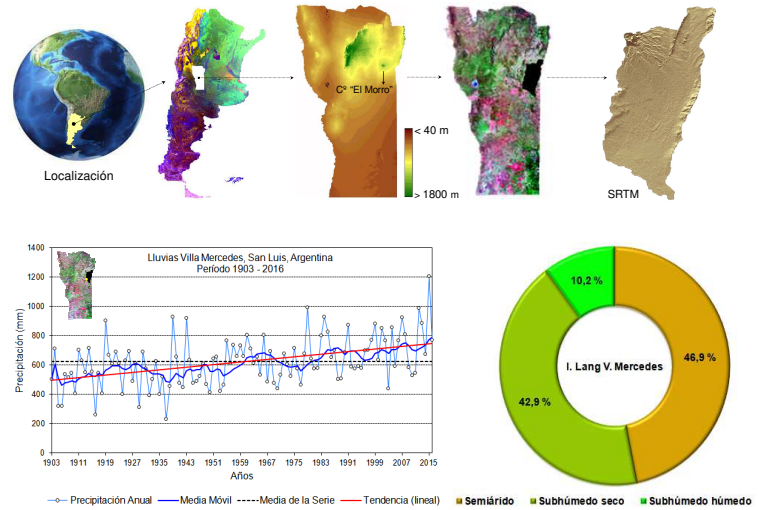 Localización
Cº “El Morro”
< 40 m
> 1800 m
SRTM
Lluvias Villa Mercedes, San Luis, Argentina
Período 1903 - 2016
Precipitación (mm)
1400
1200
1000
800
600
400
200
0
1903 1911 1919 1927 1935 1943 1951 1959 1967 1975 1983 1991 1999 2007 2015
Años
Precipitación Anual Media Móvil Media de la Serie Tendencia (lineal)
10,2 %
46,9 %
42,9 %
I. Lang V. Mercedes
Semiárido Subhúmedo seco Subhúmedo húmedo